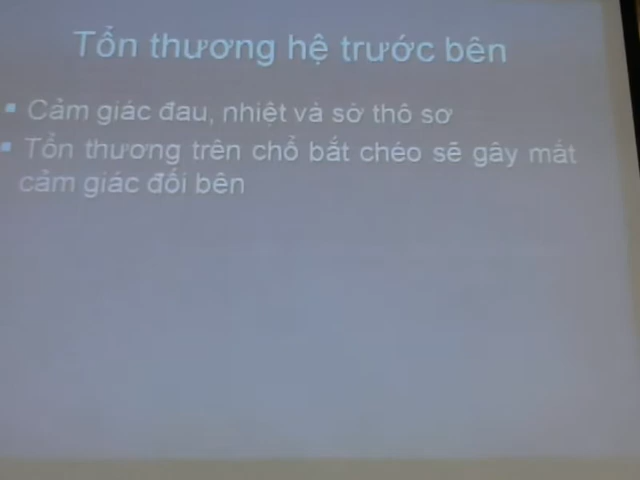 Tổn thương hệ trước bên
Cảm giác đau, nhiệt và sờ thô sơ
Tổn thương trên chổ bắt chéo sẽ gây mất
cảm giác đối bên